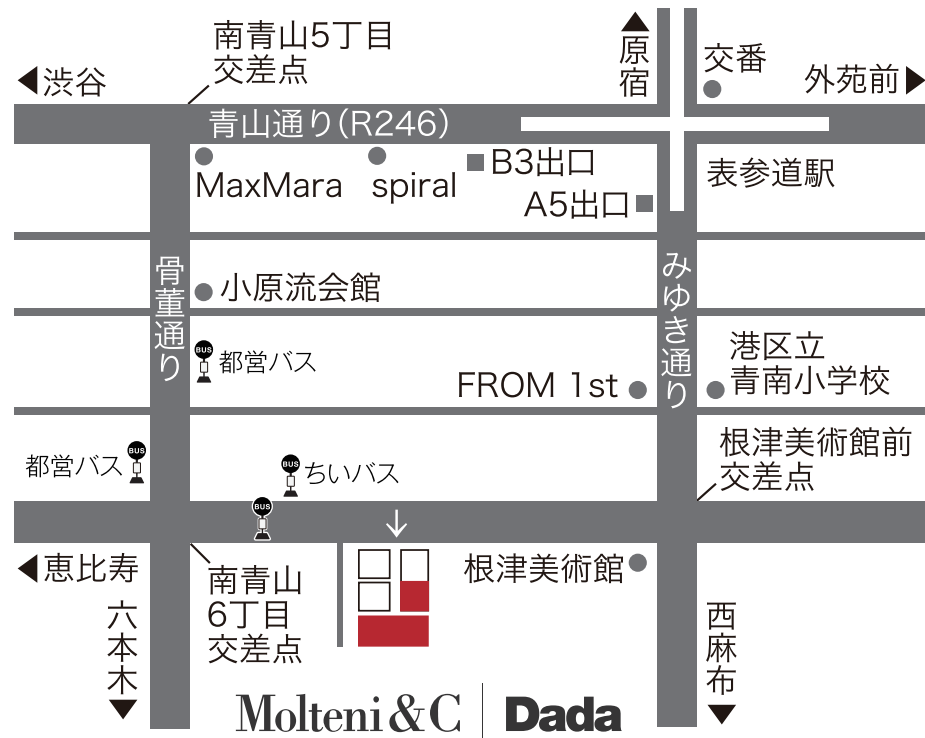 南青山5丁目
交差点
原宿
交番
渋谷
外苑前
青山通り(R246)
MaxMara
spiral
B3出口
A5出口
表参道駅
骨董通り
みゆき通り
小原流会館
BUS
都営バス
FROM 1st
港区立
青南小学校
都営バス
BUS
BUS
ちいバス
根津美術館前
交差点
BUS
恵比寿
南青山
6丁目
交差点
根津美術館
六本木
西麻布
Molteni&C
Dada